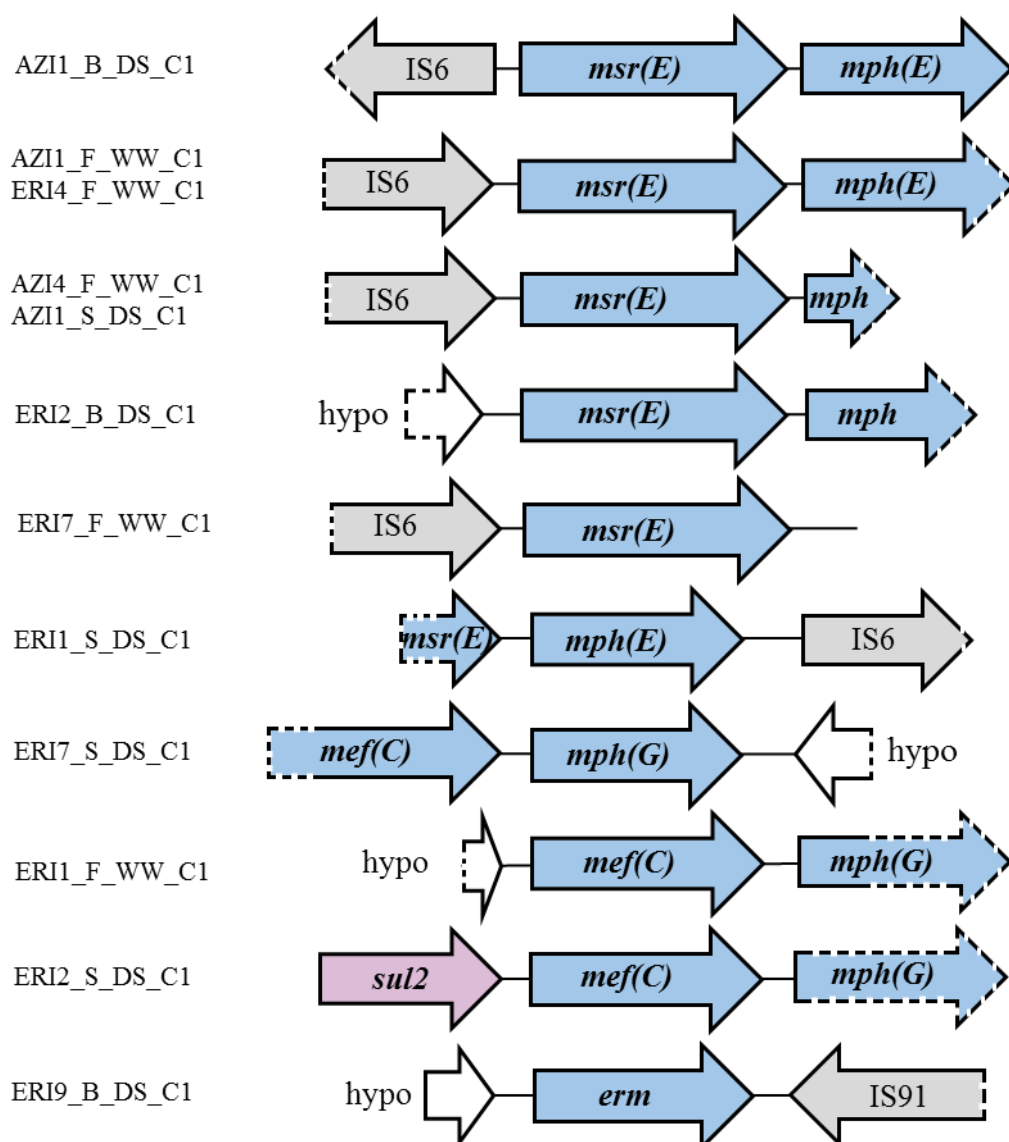 AZI1_B_DS_C1 IS6 msr(E) mph(E)
AZI1_F_WW_C1
ERI4_F_WW_C1 IS6 msr(E) mph(E)
AZI4_F_WW_C1
AZI1_S_DS_C1 IS6 msr(E) mph
ERI2_B_DS_C1 hypo msr(E) mph
ERI7_F_WW_C1 IS6 msr(E)
ERI1_S_DS_C1 msr(E) mph(E) IS6
ERI7_S_DS_C1 mef(C) mph(G) hypo
ERI1_F_WW_C1 hypo mef(C) mph(G)
ERI2_S_DS_C1 sul2 mef(C) mph(G)
ERI9_B_DS_C1 hypo erm IS91